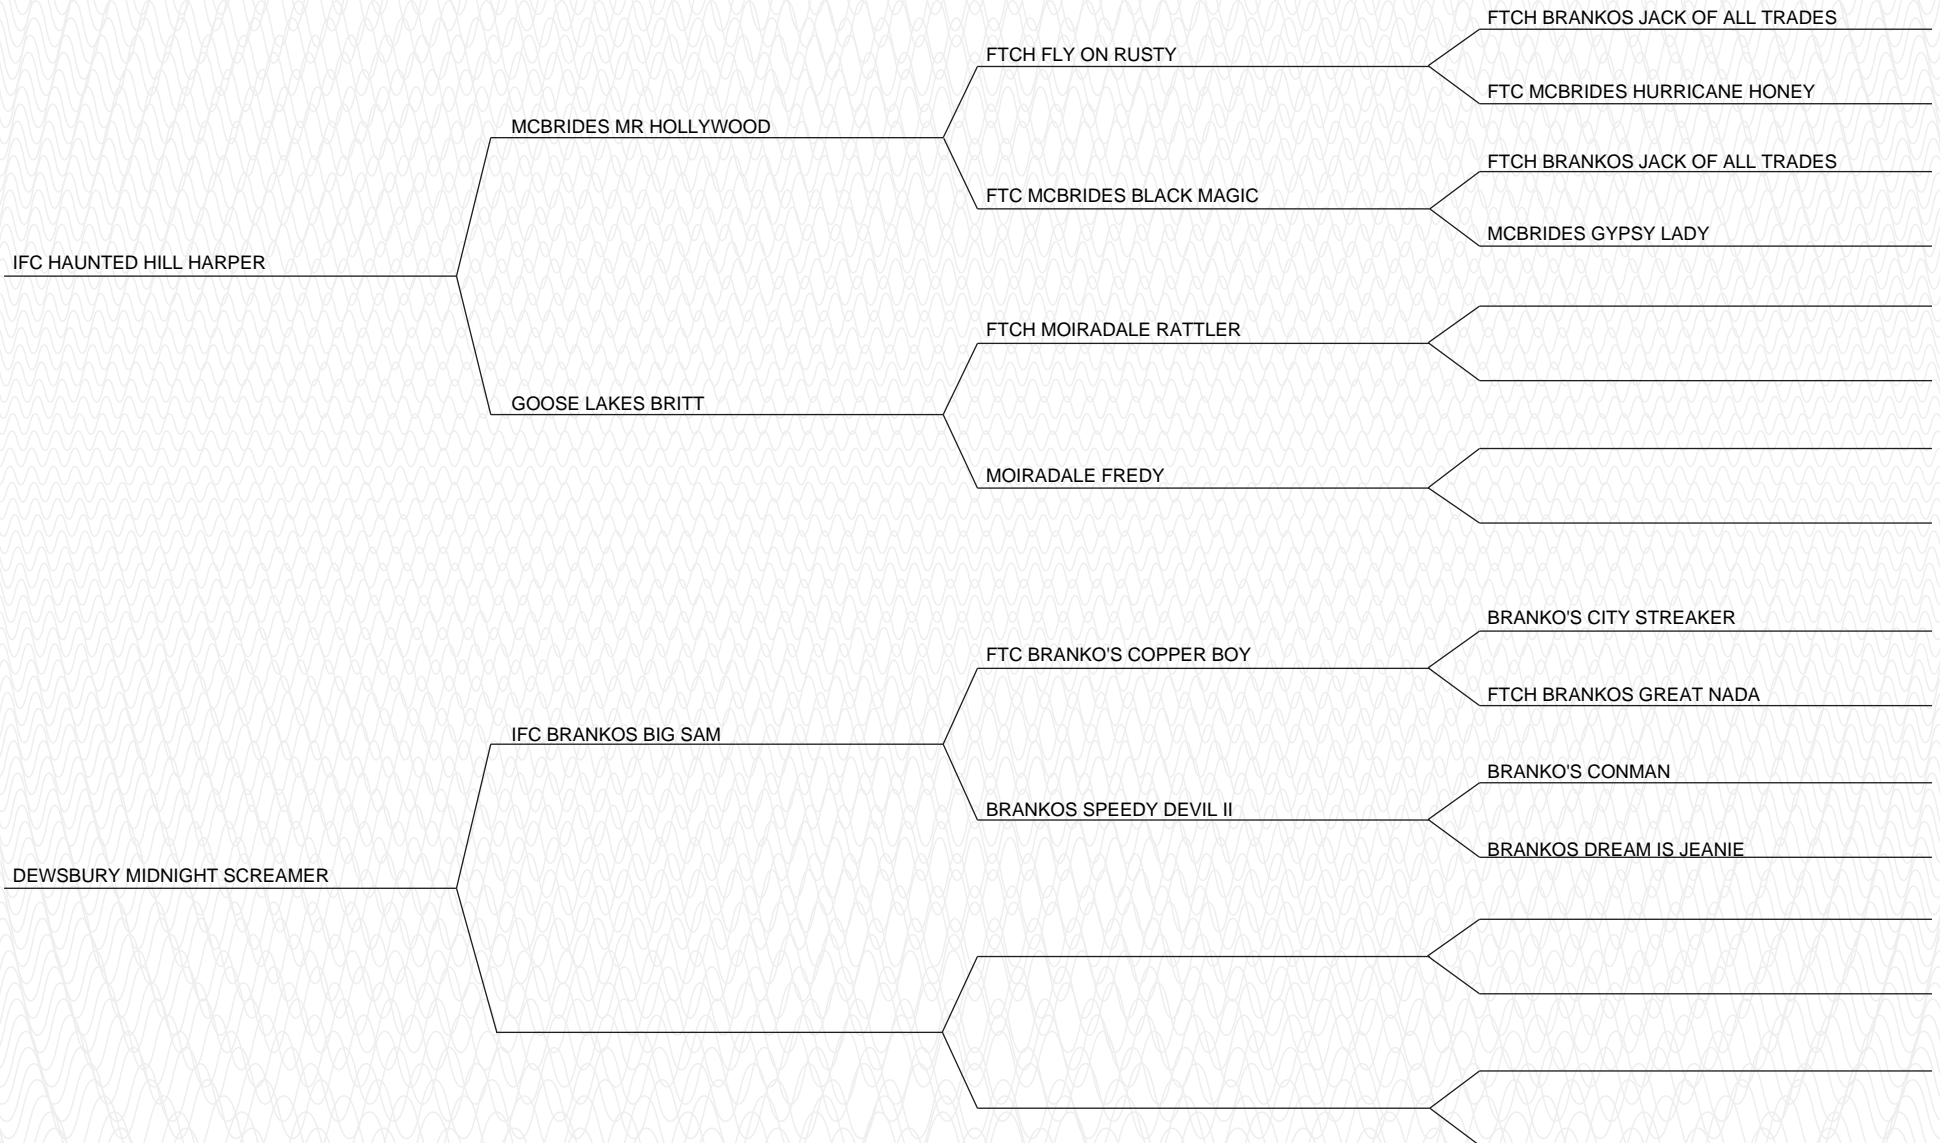 FTCH BRANKOS JACK OF ALL TRADES
FTCH FLY ON RUSTY
FTC MCBRIDES HURRICANE HONEY
MCBRIDES MR HOLLYWOOD
FTCH BRANKOS JACK OF ALL TRADES
FTC MCBRIDES BLACK MAGIC
MCBRIDES GYPSY LADY
IFC HAUNTED HILL HARPER
FTCH MOIRADALE RATTLER
GOOSE LAKES BRITT
MOIRADALE FREDY
BRANKO'S CITY STREAKER
FTC BRANKO'S COPPER BOY
FTCH BRANKOS GREAT NADA
IFC BRANKOS BIG SAM
BRANKO'S CONMAN
BRANKOS SPEEDY DEVIL II
BRANKOS DREAM IS JEANIE
DEWSBURY MIDNIGHT SCREAMER